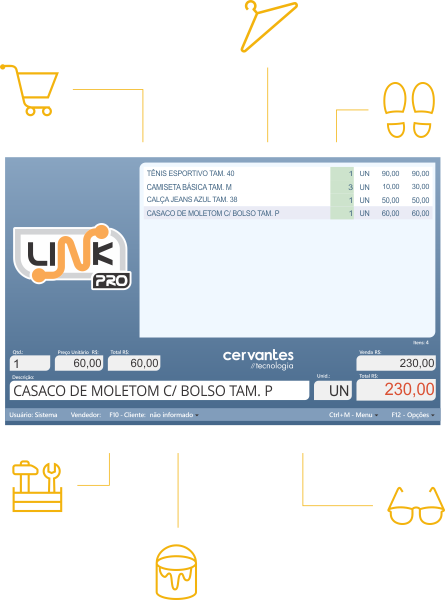 TÊNIS ESPORTIVO TAM. 40 1 UN 90,00 90,00
CAMISETA BÁSICA TAM. M 3 UN 10,00 30,00
CALÇA JEANS AZUL TAM. 38 1 UN 50,00 50,00
CASACO DE MOLETOM C/ BOLSO TAM. P 1 UN 60,00 60,00
LINK
PRO
Itens: 4
Qtd.: Preço Unitário R$: Total R$: Venda R$:
1 60,00 60,00 230,00
cervantes
//tecnologia
Descrição Unid.: Total R$:
CASACO DE MOLETOM C/ BOLSO TAM. P UN 230,00
Usuário: Sistema Vendedor: F10 - Cliente: não informado Ctrl+M - Menu F12 - Opções